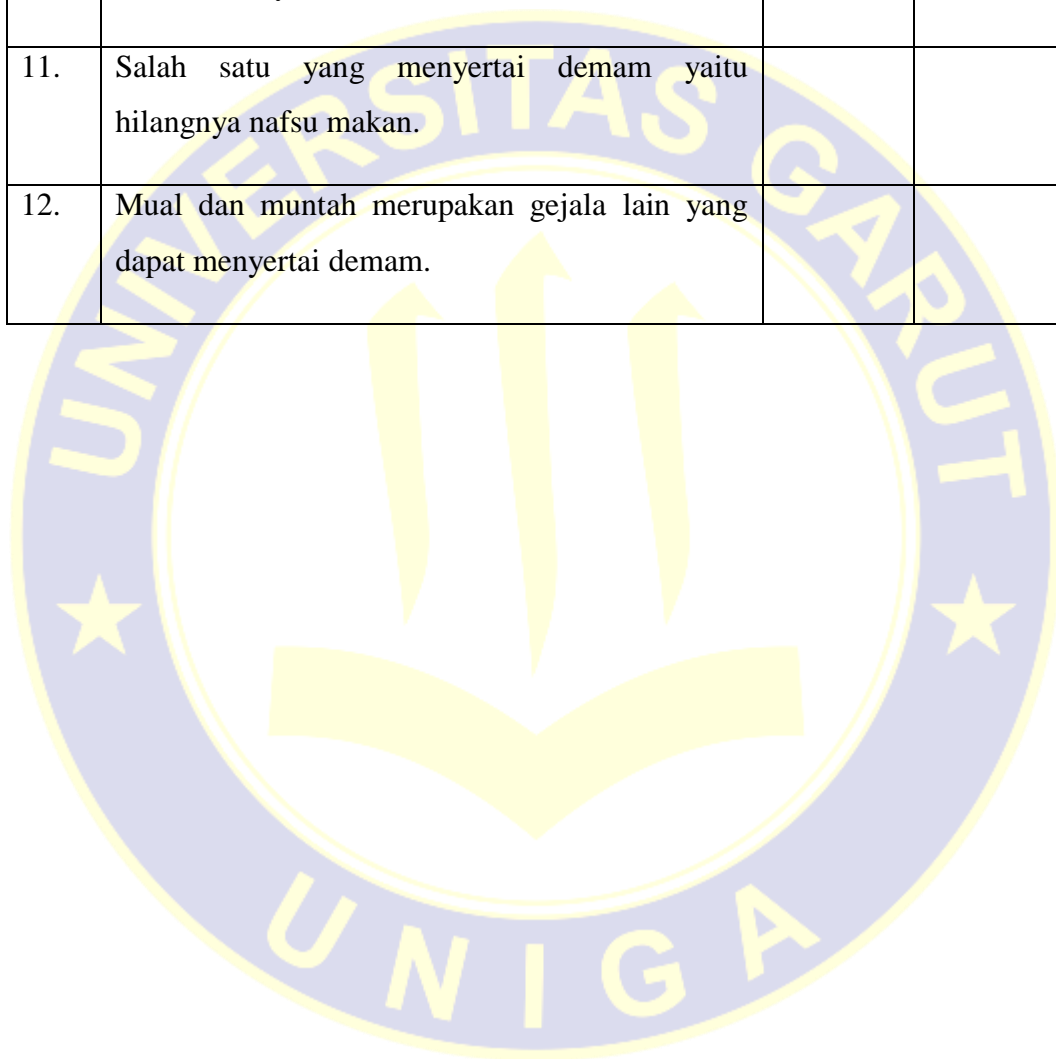 11. Salah satu yang menyertai demam yaitu
hilangnya nafsu makan.
12. Mual dan muntah merupakan gejala lain yang
dapat menyertai demam.
UNIVERSITAS GARUT
UNIGA